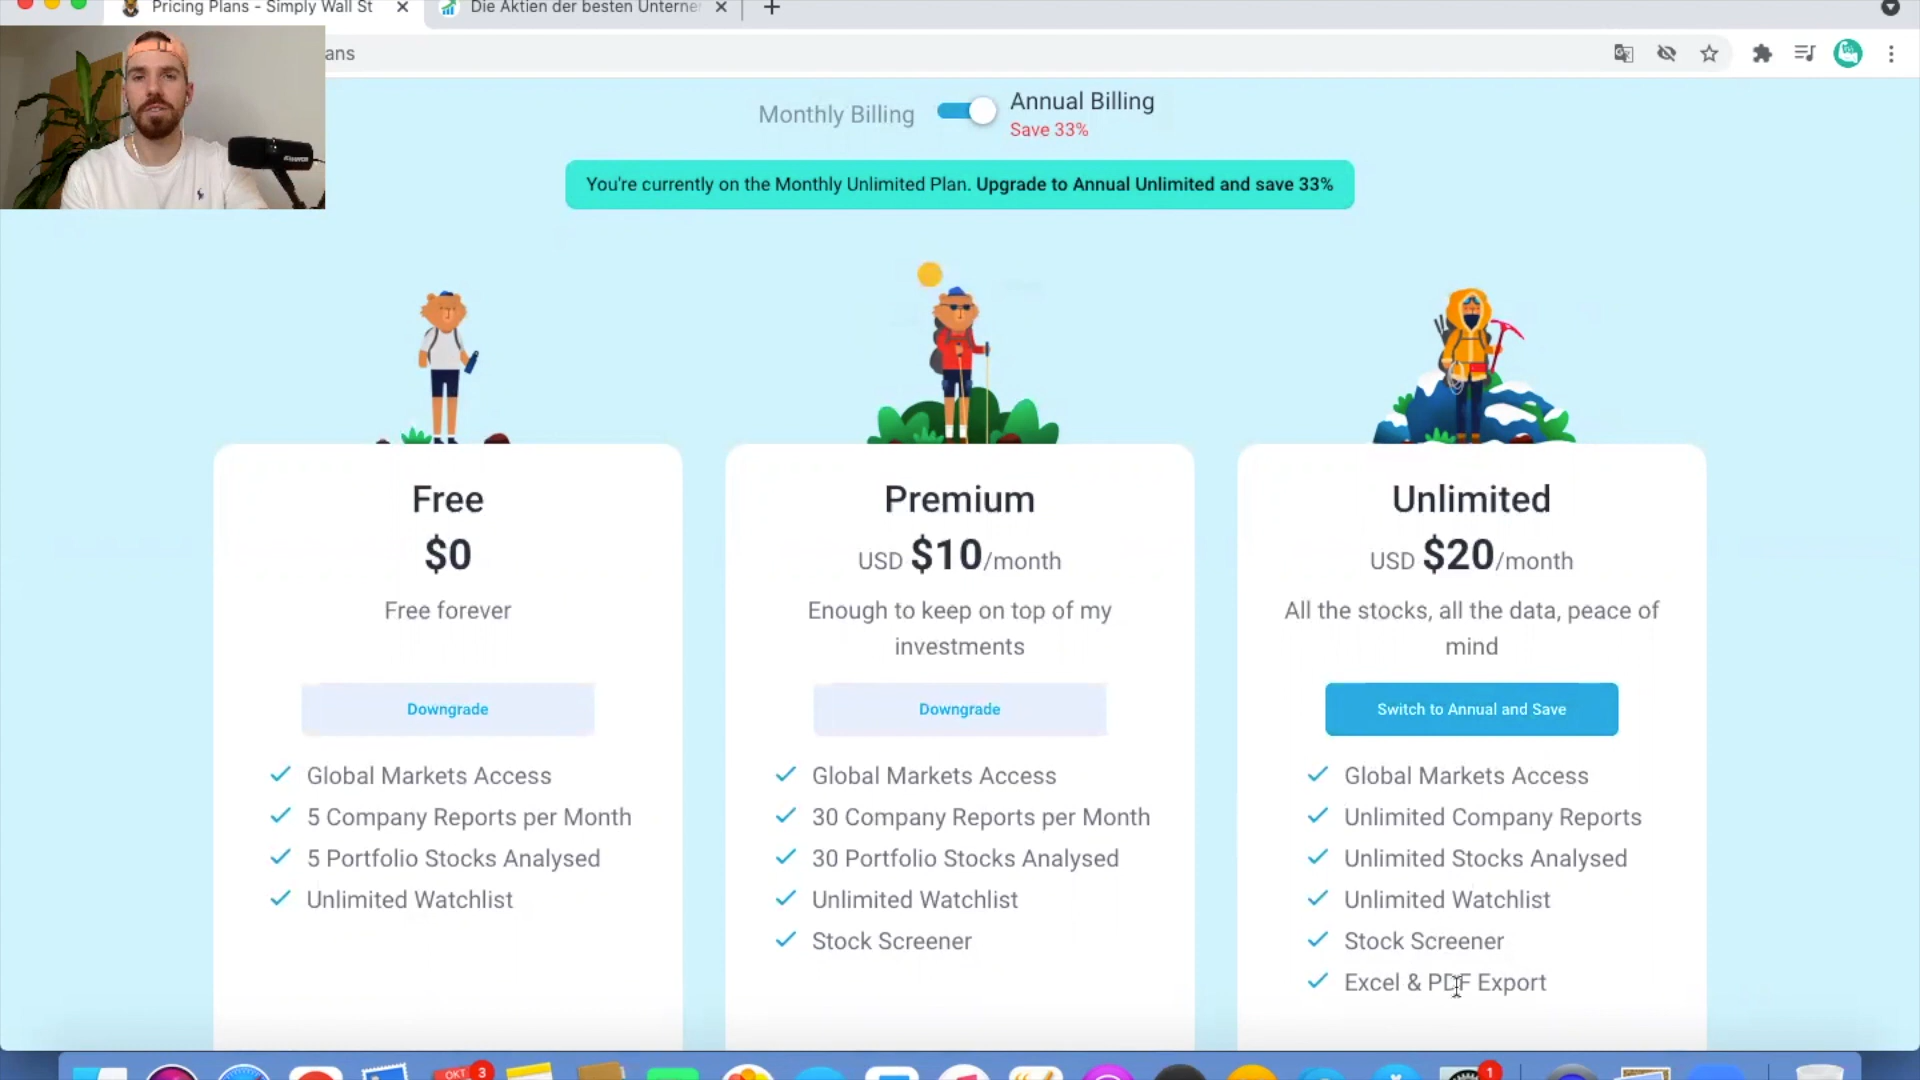 Pricing Plans - Simply Wall St
Die Aktien der besten Unterne
ans
Monthly Billing
Annual Billing
Save 33%
You're currently on the Monthly Unlimited Plan. Upgrade to Annual Unlimited and save 33%
Free
$0
Free forever
Downgrade
Global Markets Access
5 Company Reports per Month
5 Portfolio Stocks Analysed
Unlimited Watchlist
Premium
USD $10/month
Enough to keep on top of my
investments
Downgrade
Global Markets Access
30 Company Reports per Month
30 Portfolio Stocks Analysed
Unlimited Watchlist
Stock Screener
Unlimited
USD $20/month
All the stocks, all the data, peace of
mind
Switch to Annual and Save
Global Markets Access
Unlimited Company Reports
Unlimited Stocks Analysed
Unlimited Watchlist
Stock Screener
Excel & PDF Export
OKT
3
1